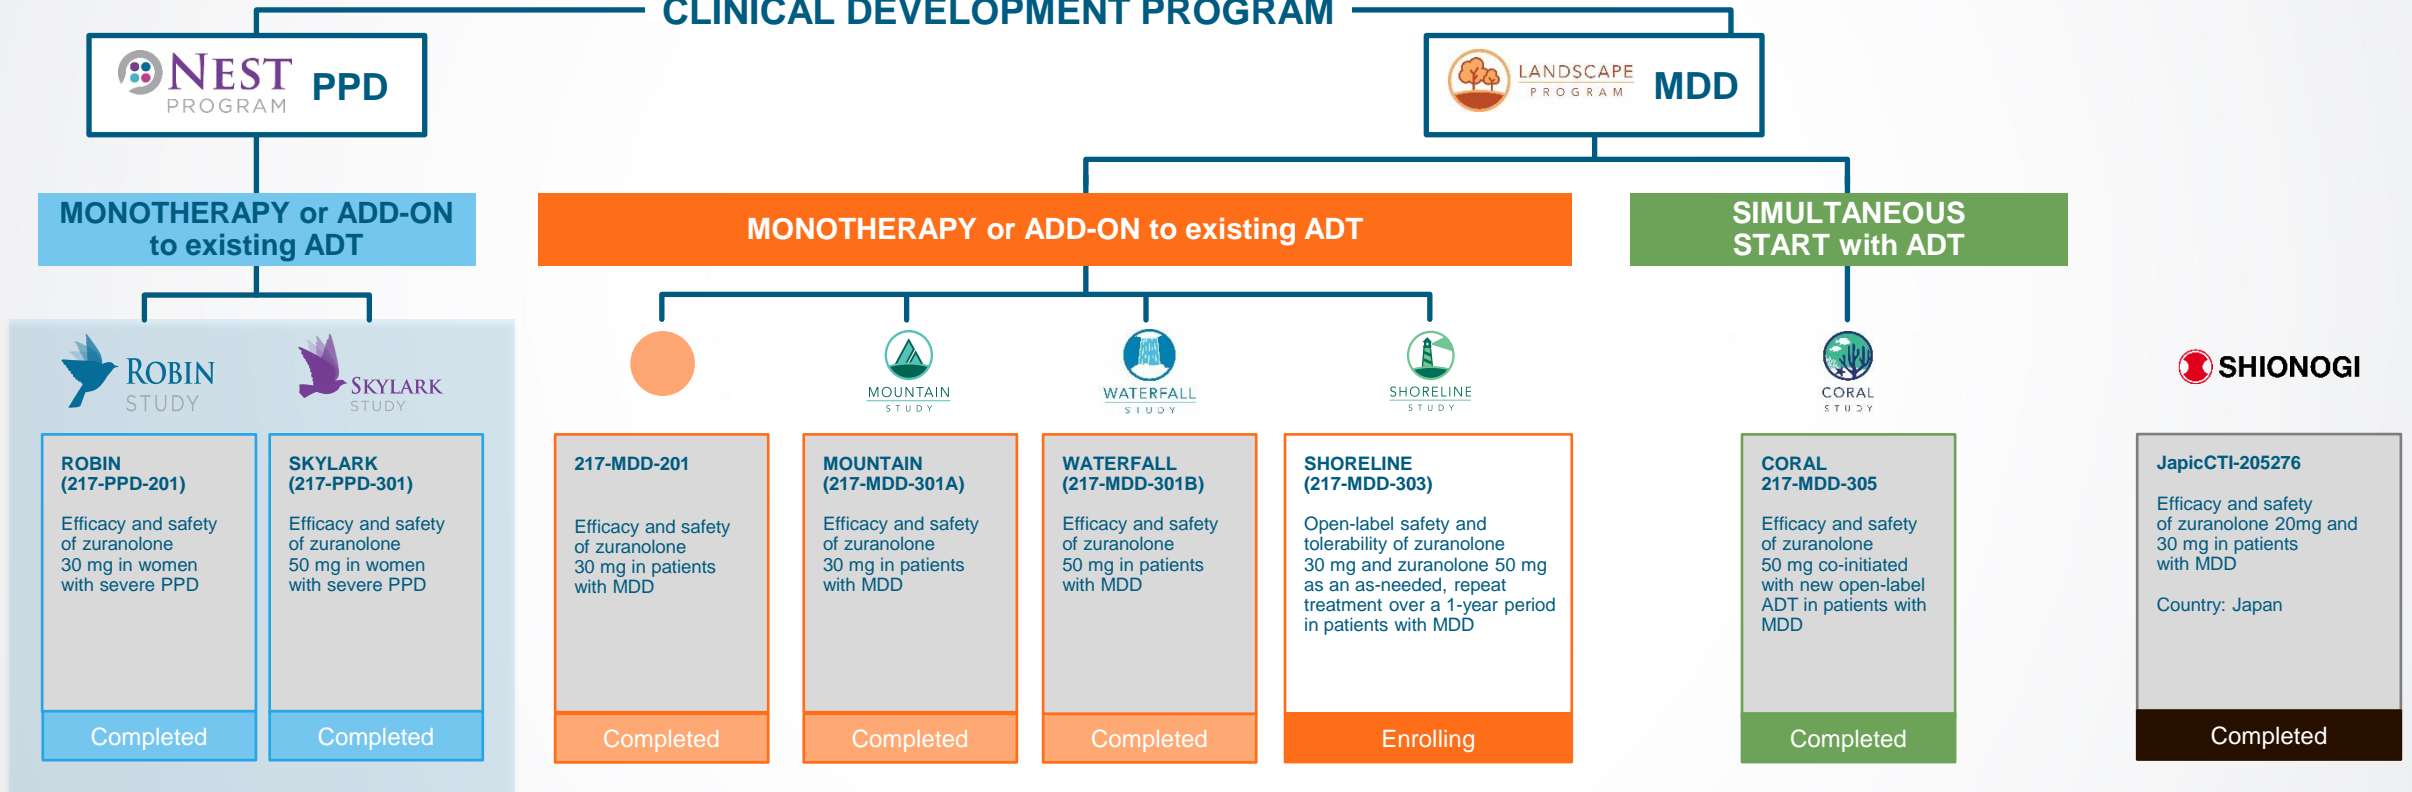 CLINICAL DEVELOPMENT PROGRAM
NEST
PROGRAM
PPD
LANDSCAPE
PROGRAM
MDD
MONOTHERAPY or ADD-ON
to existing ADT
MONOTHERAPY or ADD-ON to existing ADT
SIMULTANEOUS
START with ADT
ROBIN
STUDY
SKYLARK
STUDY
MOUNTAIN
STUDY
WATERFALL
STUDY
SHORELINE
STUDY
CORAL
STUDY
SHIONOGI
ROBIN
(217-PPD-201)
Efficacy and safety
of zuranolone
30 mg in women
with severe PPD
Completed
SKYLARK
(217-PPD-301)
Efficacy and safety
of zuranolone
50 mg in women
with severe PPD
Completed
217-MDD-201
Efficacy and safety
of zuranolone
30 mg in patients
with MDD
Completed
MOUNTAIN
(217-MDD-301A)
Efficacy and safety
of zuranolone
30 mg in patients
with MDD
Completed
WATERFALL
(217-MDD-301B)
Efficacy and safety
of zuranolone
50 mg in patients
with MDD
Completed
SHORELINE
(217-MDD-303)
Open-label safety and
tolerability of zuranolone
30 mg and zuranolone 50 mg
as an as-needed, repeat
treatment over a 1-year period
in patients with MDD
Enrolling
CORAL
217-MDD-305
Efficacy and safety
of zuranolone
50 mg co-initiated
with new open-label
ADT in patients with
MDD
Completed
JapicCTI-205276
Efficacy and safety
of zuranolone 20mg and
30 mg in patients
with MDD
Country: Japan
Completed